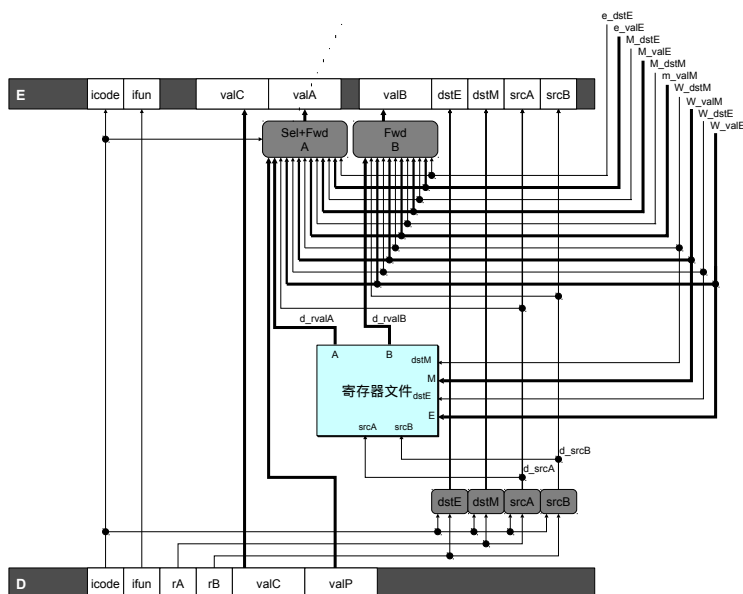 e_dstE
e_valE
M_dstE
M_valE
M_dstM
m_valM
W_dstM
W_valM
W_dstE
W_valE
E icode ifun valC valA valB dstE dstM srcA srcB
Sel+Fwd
A
Fwd
B
d_rvalA
d_rvalB
A B
dstM
M
寄存器文件
dstE
E
srcA srcB
d_srcB
d_srcA
dstE dstM srcA srcB
D icode ifun rA rB valC valP